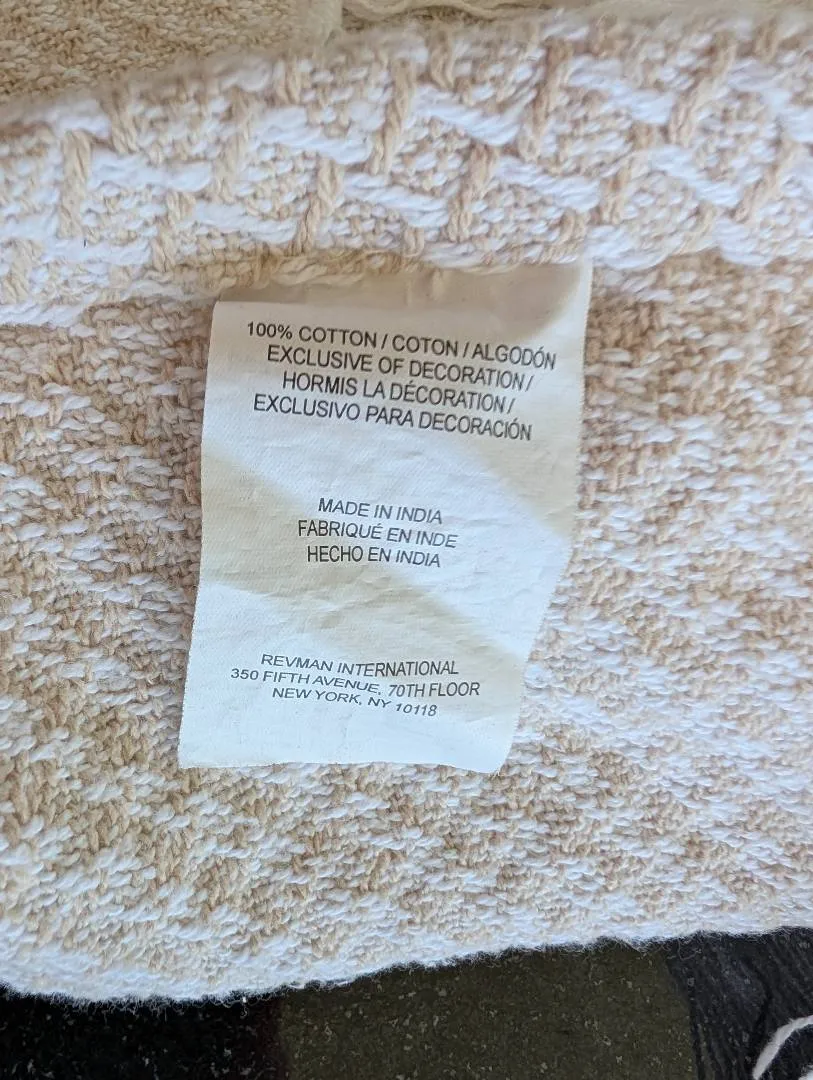 100% COTTON / COTON / ALGODÓN
EXCLUSIVE OF DECORATION /
HORMIS LA DÉCORATION /
EXCLUSIVO PARA DECORACIÓN
MADE IN INDIA
FABRIQUÉ EN INDE
HECHO EN INDIA
REVMAN INTERNATIONAL
350 FIFTH AVENUE, 70TH FLOOR
NEW YORK, NY 10118